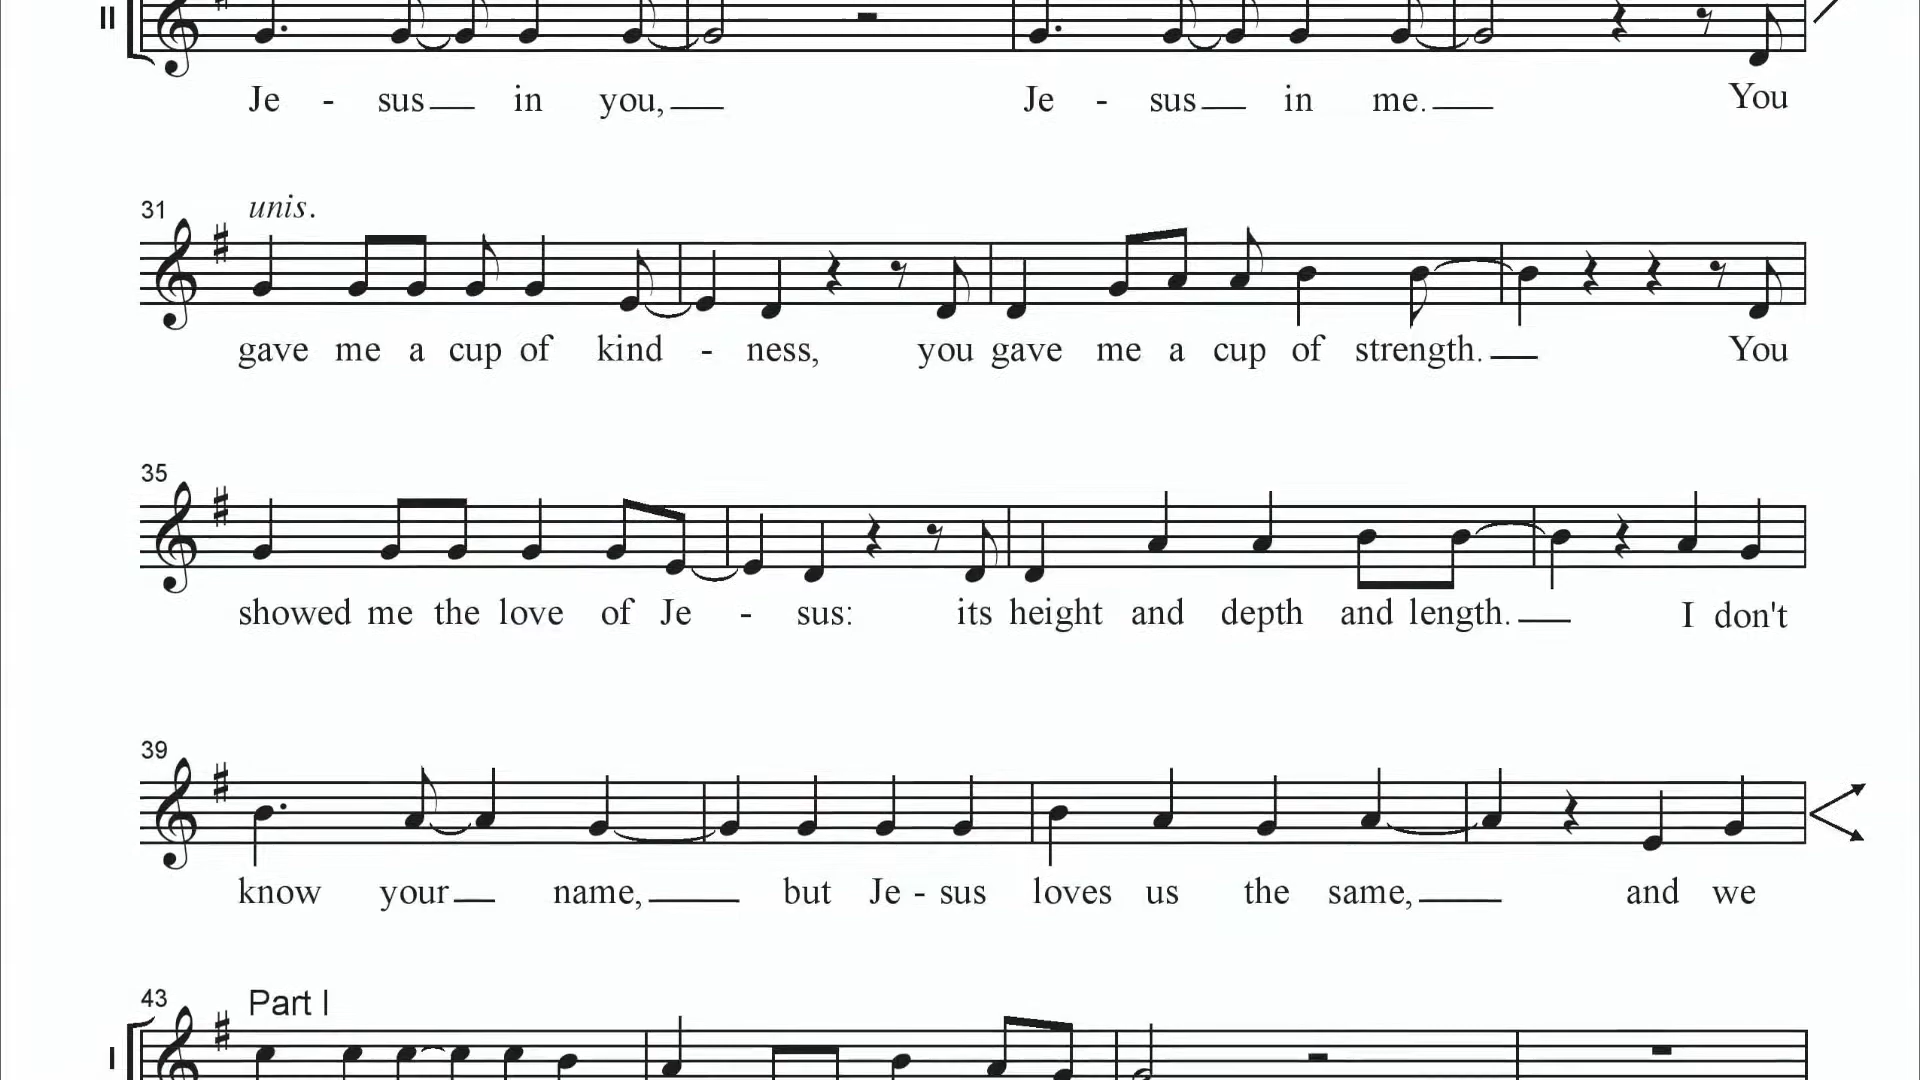 II
Je - sus in you, Je - sus in me. You
31 unis.
gave me a cup of kind - ness, you gave me a cup of strength. You
35
showed me the love of Je - sus: its height and depth and length. I don't
39
know your name, but Je - sus loves us the same, and we
43 Part I
I